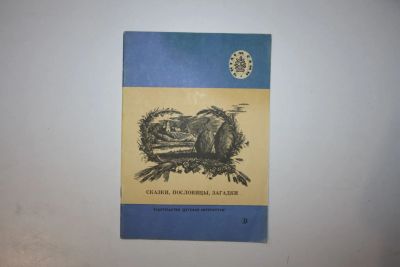 СКАЗКИ, ПОСЛОВИЦЫ, ЗАГАДКИ
ИЗДАТЕЛЬСТВО "ДЕТСКАЯ ЛИТЕРАТУРА"